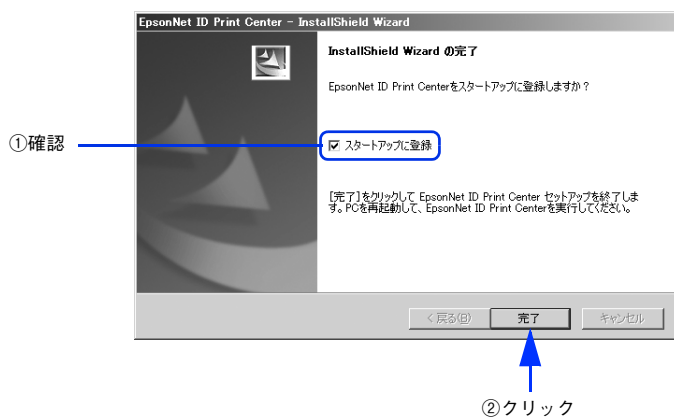 EpsonNet ID Print Center - InstallShield Wizard
InstallShield Wizard の完了
EpsonNet ID Print Centerをスタートアップに登録しますか？
①確認
スタートアップに登録
[完了]をクリックして EpsonNet ID Print Center セットアップを終了しま
す。PCを再起動して、EpsonNet ID Print Centerを実行してください。
< 戻る(B)
完了
キャンセル
②クリック